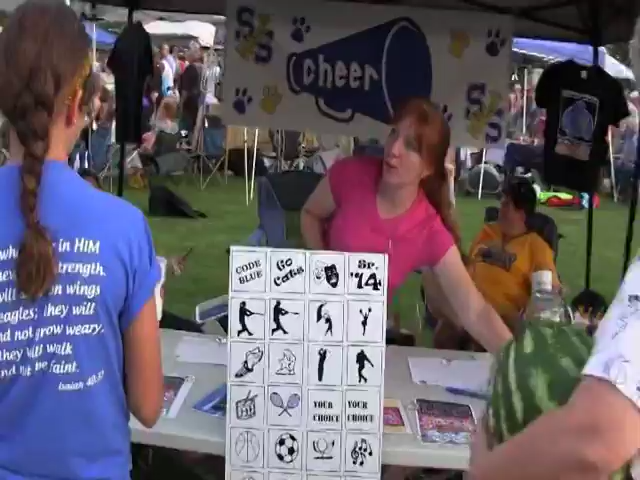 cheer
in HIM
strength.
wings
eagles; they will
not grow weary.
they will walk
not be faint.
Isaiah 40:31
CODE
BLUE
Go
Cats
Sr.
'14
YOUR
CHOICE
YOUR
CHOICE